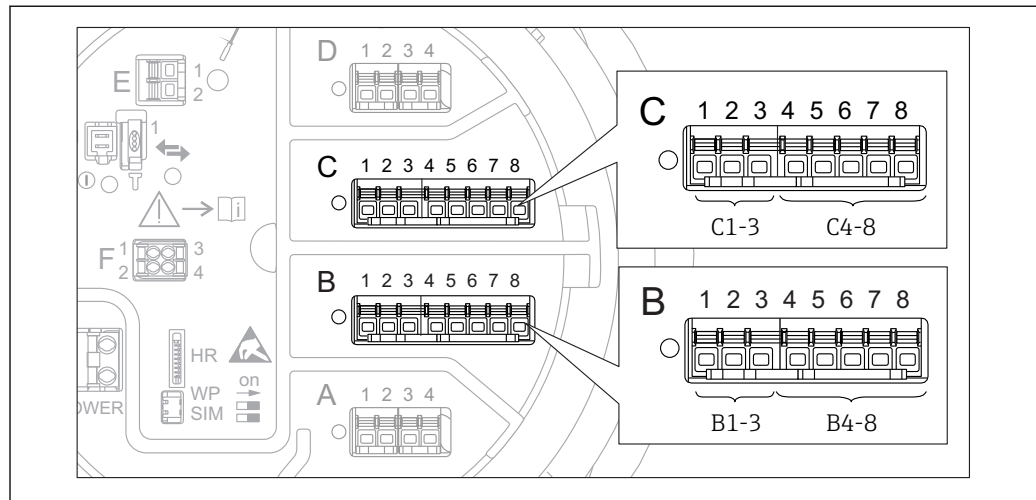 D 1 2 3 4
E 1
2
1
C 1 2 3 4 5 6 7 8
i
F 1 3
2 4
B 1 2 3 4 5 6 7 8
HR
WP on
SIM
OWER
A 1 2 3 4
C 1 2 3 4 5 6 7 8
C1-3 C4-8
B 1 2 3 4 5 6 7 8
B1-3 B4-8